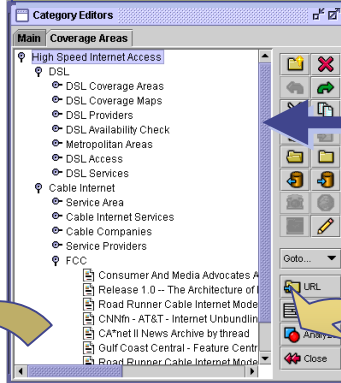 Category Editors
Main Coverage Areas
High Speed Internet Access
DSL
DSL Coverage Areas
DSL Coverage Maps
DSL Providers
DSL Availability Check
Metropolitan Areas
DSL Access
DSL Services
Cable Internet
Service Area
Cable Internet Services
Cable Companies
Service Providers
FCC
Consumer And Media Advocates A
Release 1.0 -- The Architecture of
Road Runner Cable Internet Mode
CNNfn - AT&T - Internet Unbundlin
CA*net II News Archive by thread
Gulf Coast Central - Feature Centr
Road Runner Cable Internet Mode
Goto...
URL
Analyz
Close